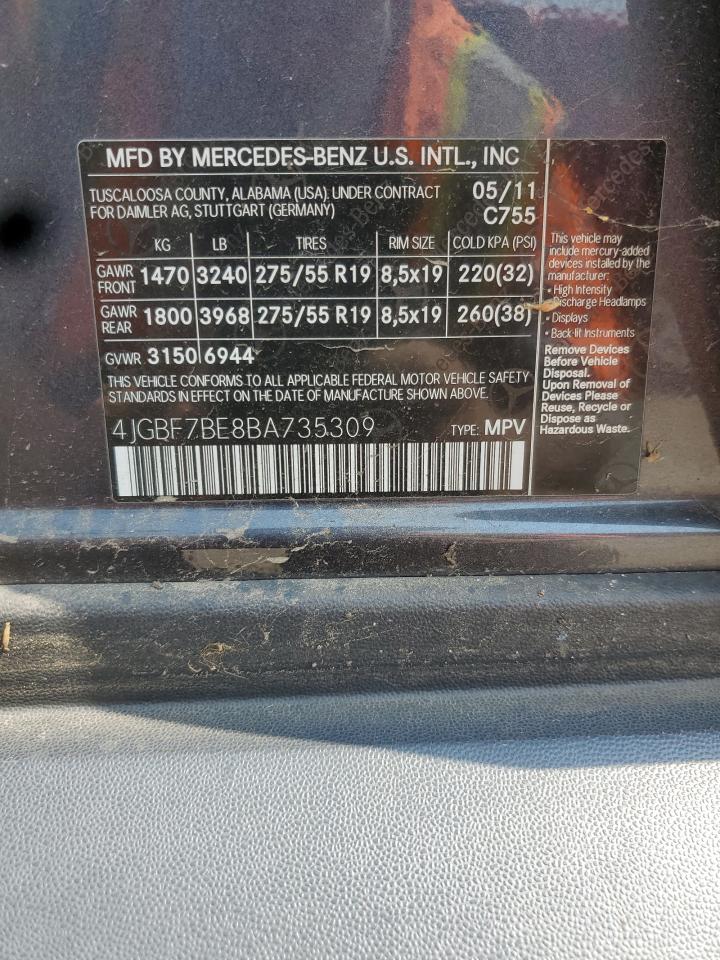 MFD BY MERCEDES-BENZ U.S. INTL., INC
TUSCALOOSA COUNTY, ALABAMA (USA). UNDER CONTRACT 05/11
FOR DAIMLER AG, STUTTGART (GERMANY) C755
KG LB TIRES RIM SIZE COLD KPA (PSI)
GAWR FRONT 1470 3240 275/55 R19 8,5x19 220(32)
GAWR REAR 1800 3968 275/55 R19 8,5x19 260(38)
GVWR 3150 6944
THIS VEHICLE CONFORMS TO ALL APPLICABLE FEDERAL MOTOR VEHICLE SAFETY
STANDARDS IN EFFECT ON THE DATE OF MANUFACTURE SHOWN ABOVE.
4JGBF7BE8BA735309 TYPE: MPV
This vehicle may
include mercury-added
devices installed by the
manufacturer:
• High Intensity
Discharge Headlamps
• Displays
• Back-lit Instruments
Remove Devices
Before Vehicle
Disposal.
Upon Removal of
Devices Please
Reuse, Recycle or
Dispose as
Hazardous Waste.